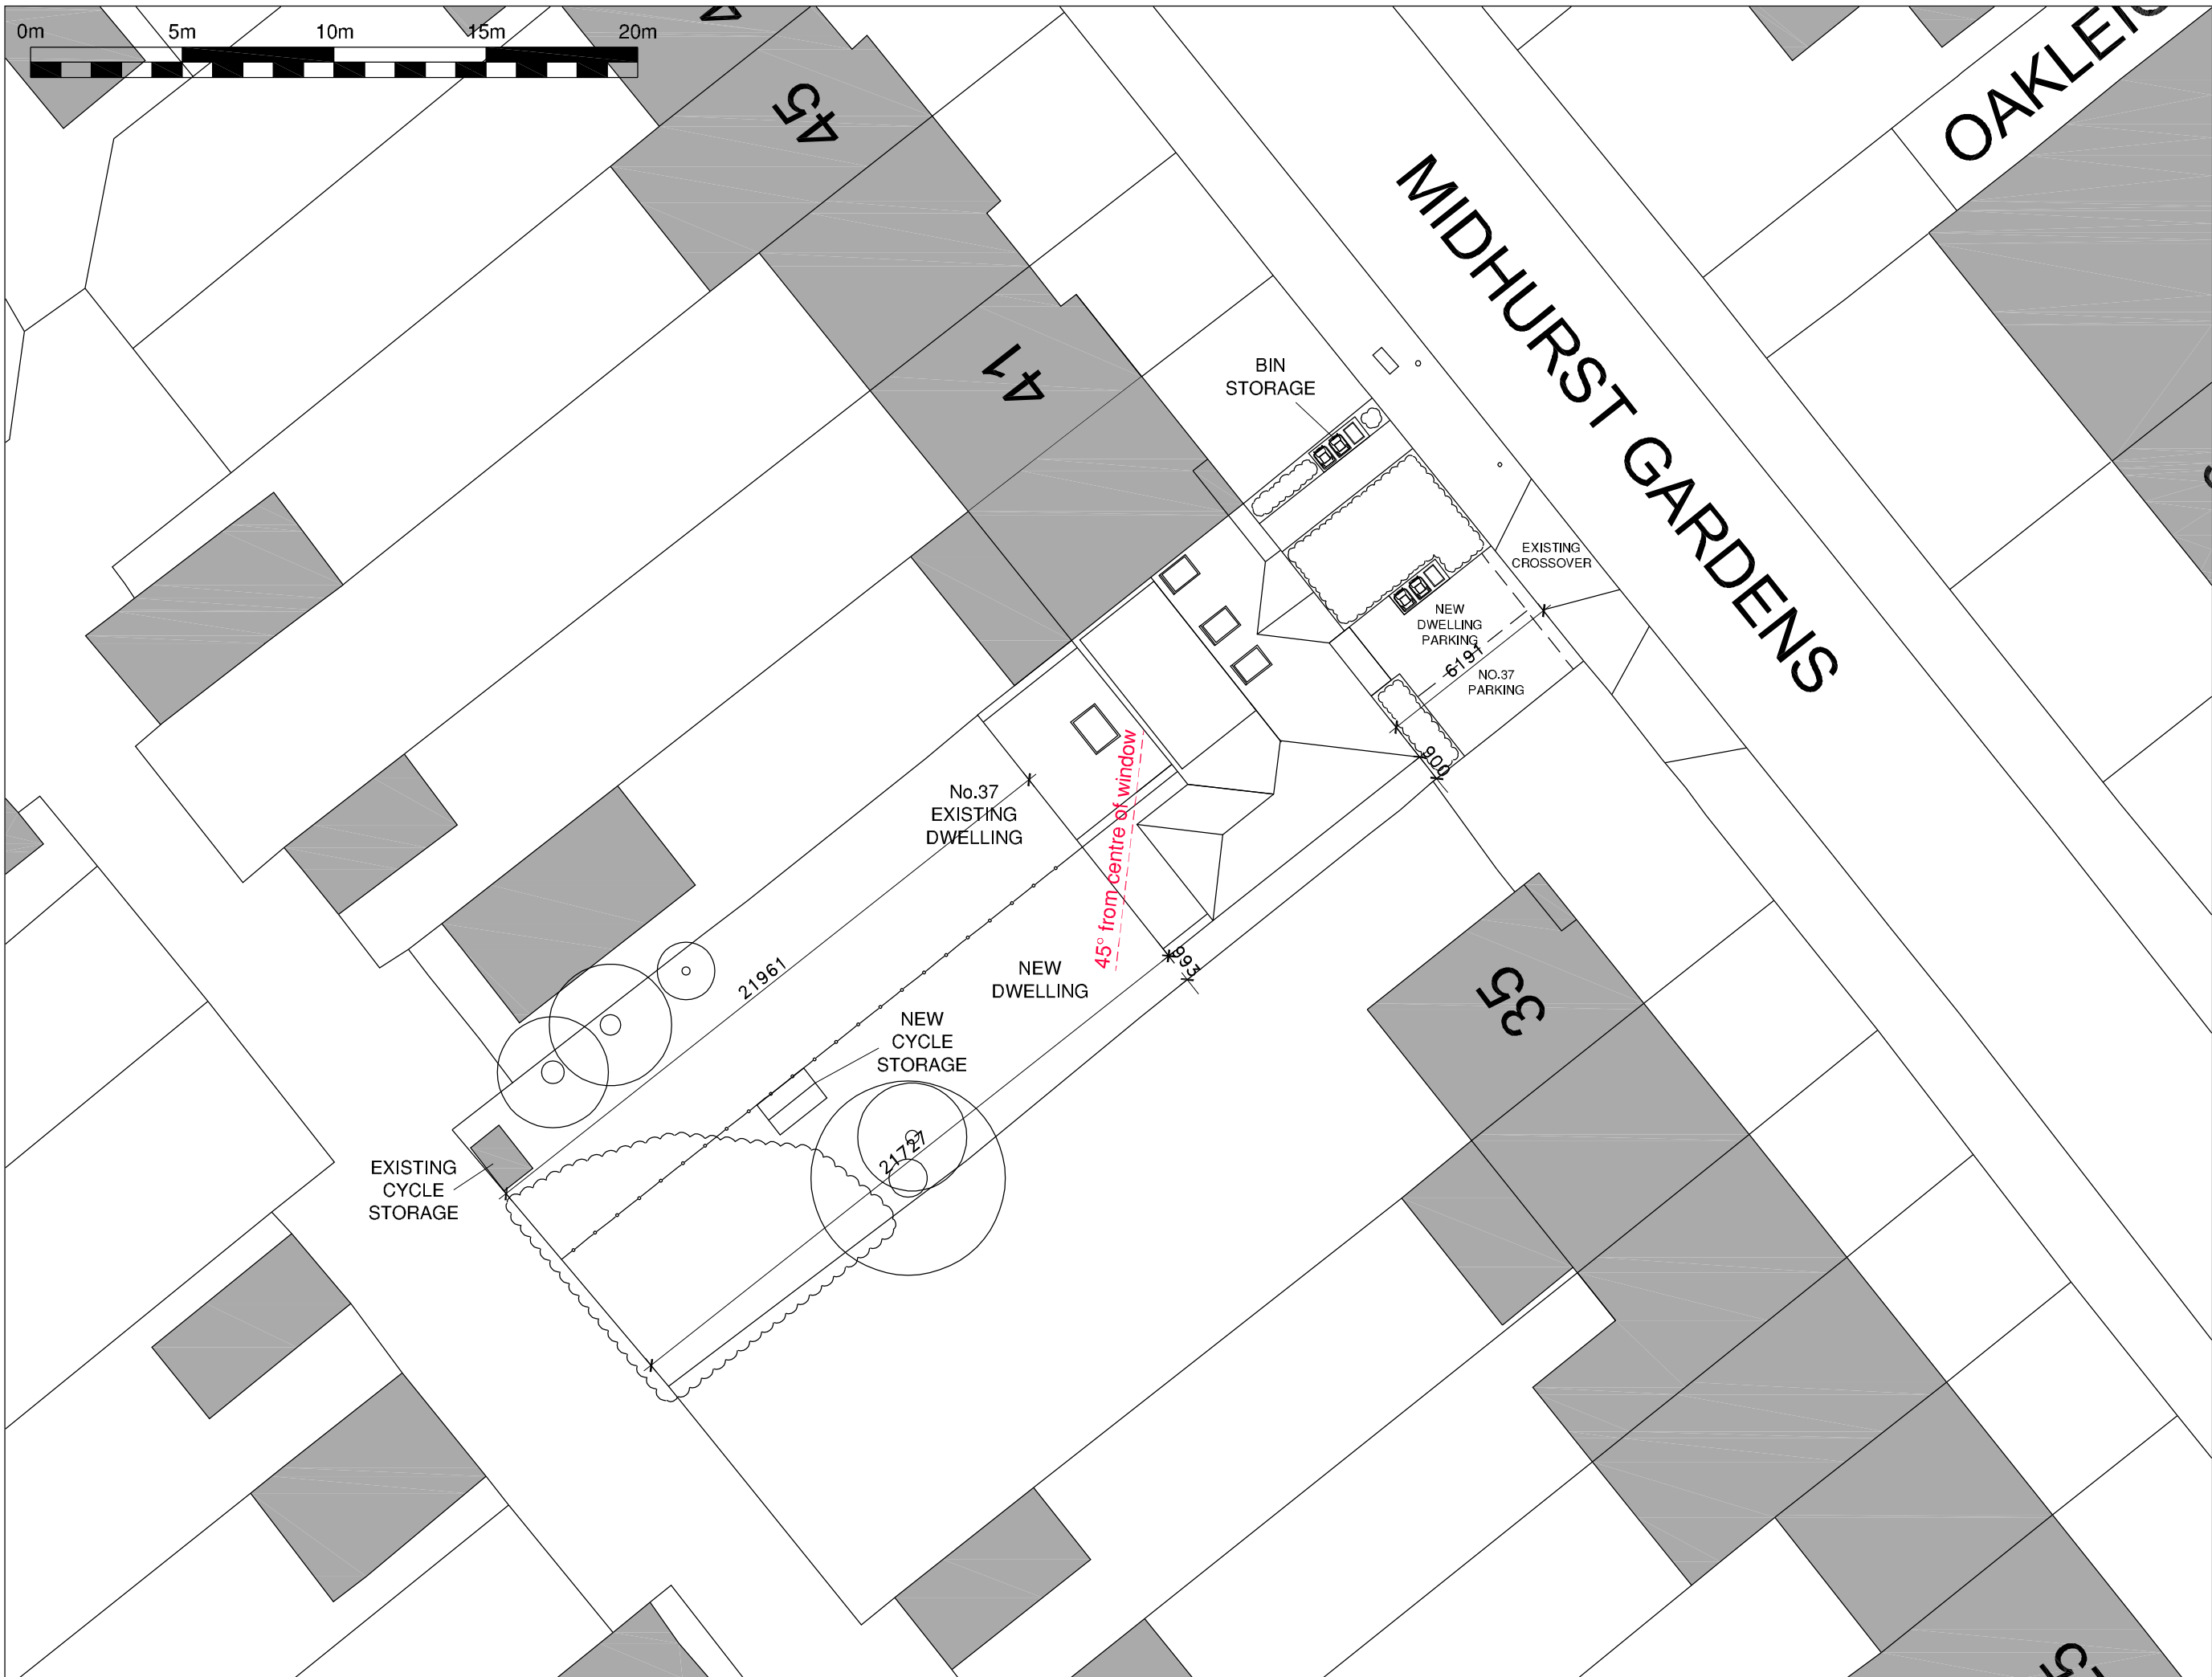 0m 5m 10m 15m 20m
45
41
MIDHURST GARDENS
BIN
STORAGE
EXISTING
CROSSOVER
NEW
DWELLING
PARKING
6191
NO.37
PARKING
900
No.37
EXISTING
DWELLING
45° from centre of window
993
21961
NEW
DWELLING
NEW
CYCLE
STORAGE
21727
EXISTING
CYCLE
STORAGE
35